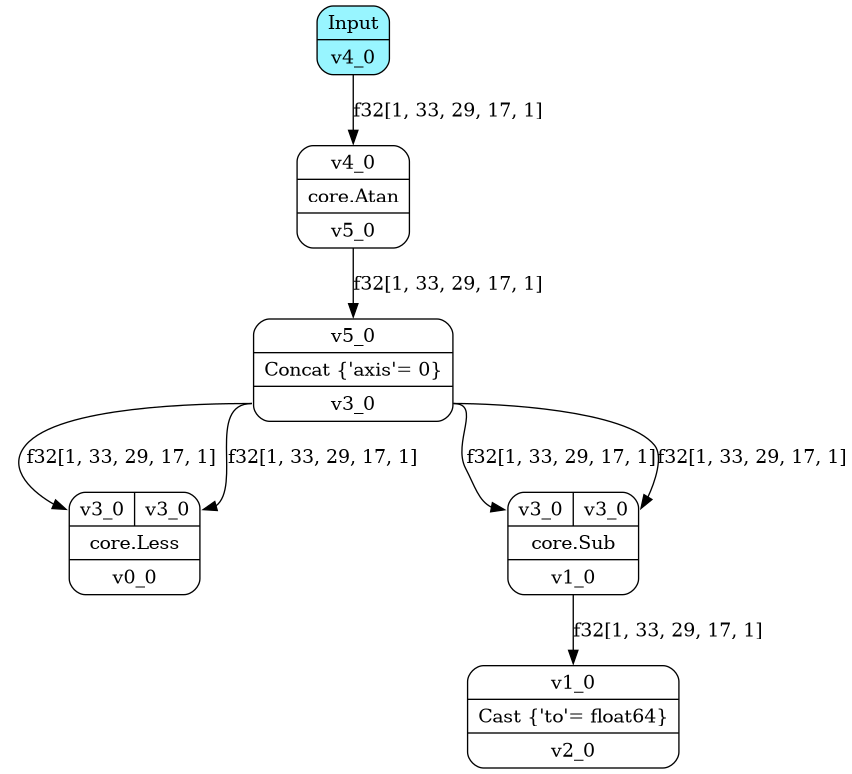 Input
v4_0
f32[1, 33, 29, 17, 1]
v4_0
core.Atan
v5_0
f32[1, 33, 29, 17, 1]
v5_0
Concat {'axis'= 0}
v3_0
f32[1, 33, 29, 17, 1] f32[1, 33, 29, 17, 1] f32[1, 33, 29, 17, 1] f32[1, 33, 29, 17, 1]
v3_0 v3_0 v3_0 v3_0
core.Less core.Sub
v0_0 v1_0
f32[1, 33, 29, 17, 1]
v1_0
Cast {'to'= float64}
v2_0